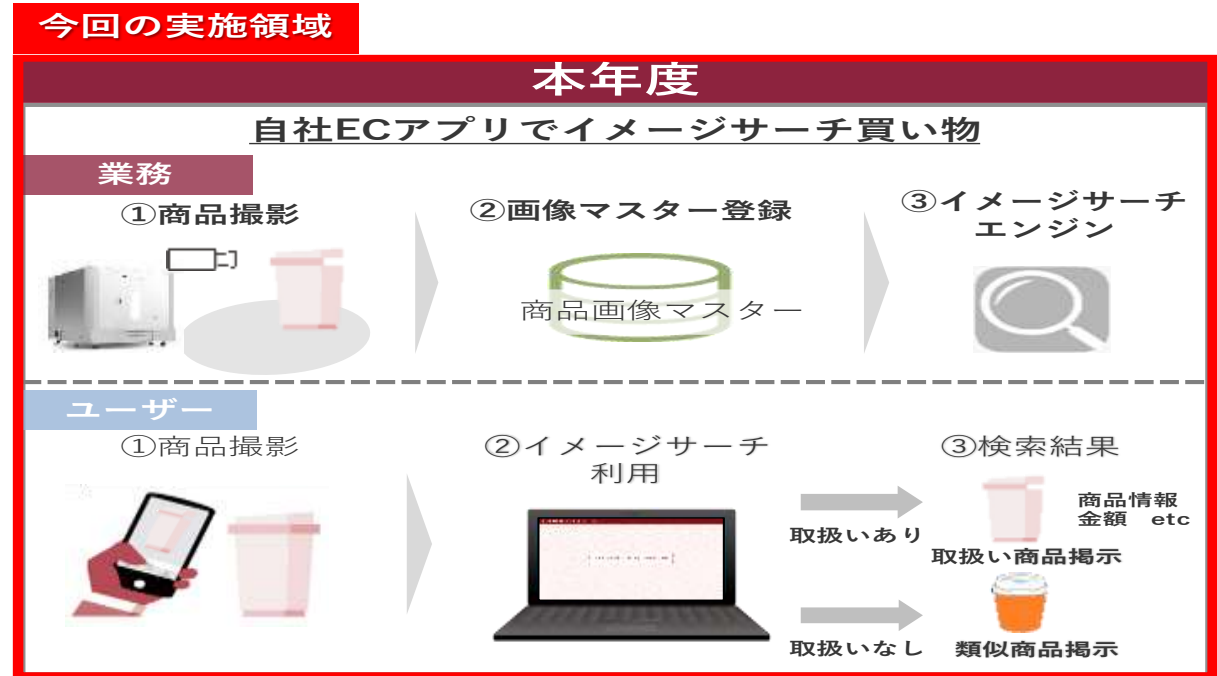 今回の実施領域
本年度
自社ECアプリでイメージサーチ買い物
業務
①商品撮影
②画像マスター登録
③イメージサーチ
エンジン
商品画像マスター
ユーザー
①商品撮影
②イメージサーチ
利用
③検索結果
取扱いあり
商品情報
金額　etc
取扱い商品掲示
取扱いなし
類似商品掲示